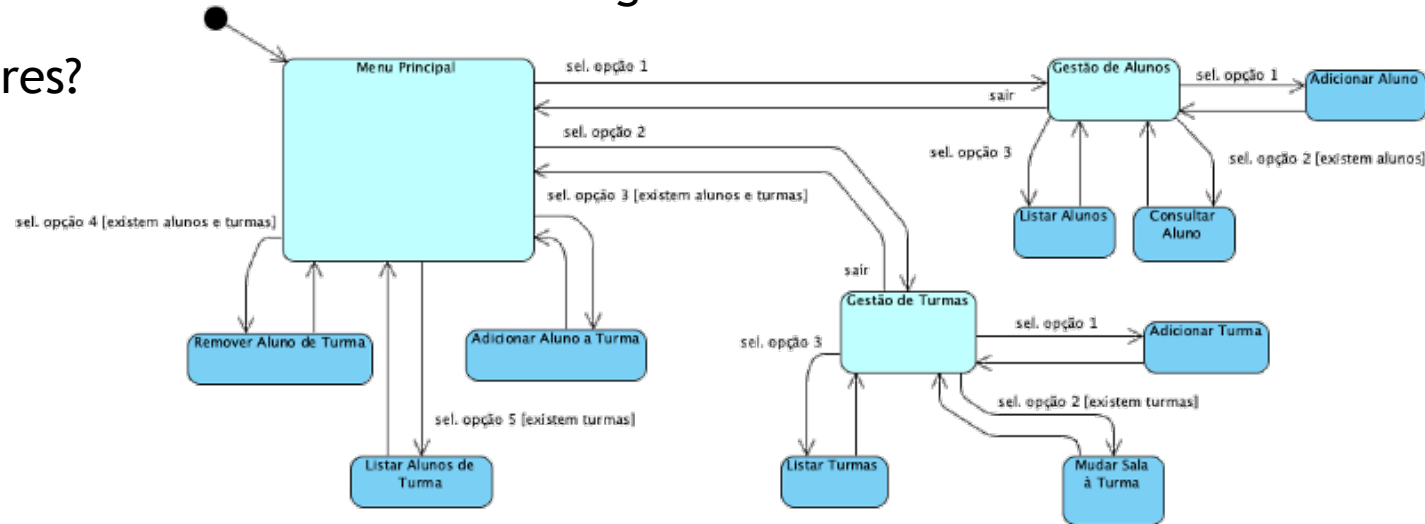 res?
Menu Principal
sel. opção 1
sair
sel. opção 2
sel. opção 3 [existem alunos e turmas]
sel. opção 4 [existem alunos e turmas]
Gestão de Alunos
sel. opção 1
Adicionar Aluno
sel. opção 3
sel. opção 2 [existem alunos]
Listar Alunos
Consultar
Aluno
sair
Gestão de Turmas
sel. opção 1
Adicionar Turma
sel. opção 3
sel. opção 2 [existem turmas]
Listar Turmas
Mudar Sala
à Turma
Remover Aluno de Turma
Adicionar Aluno a Turma
sel. opção 5 [existem turmas]
Listar Alunos de
Turma